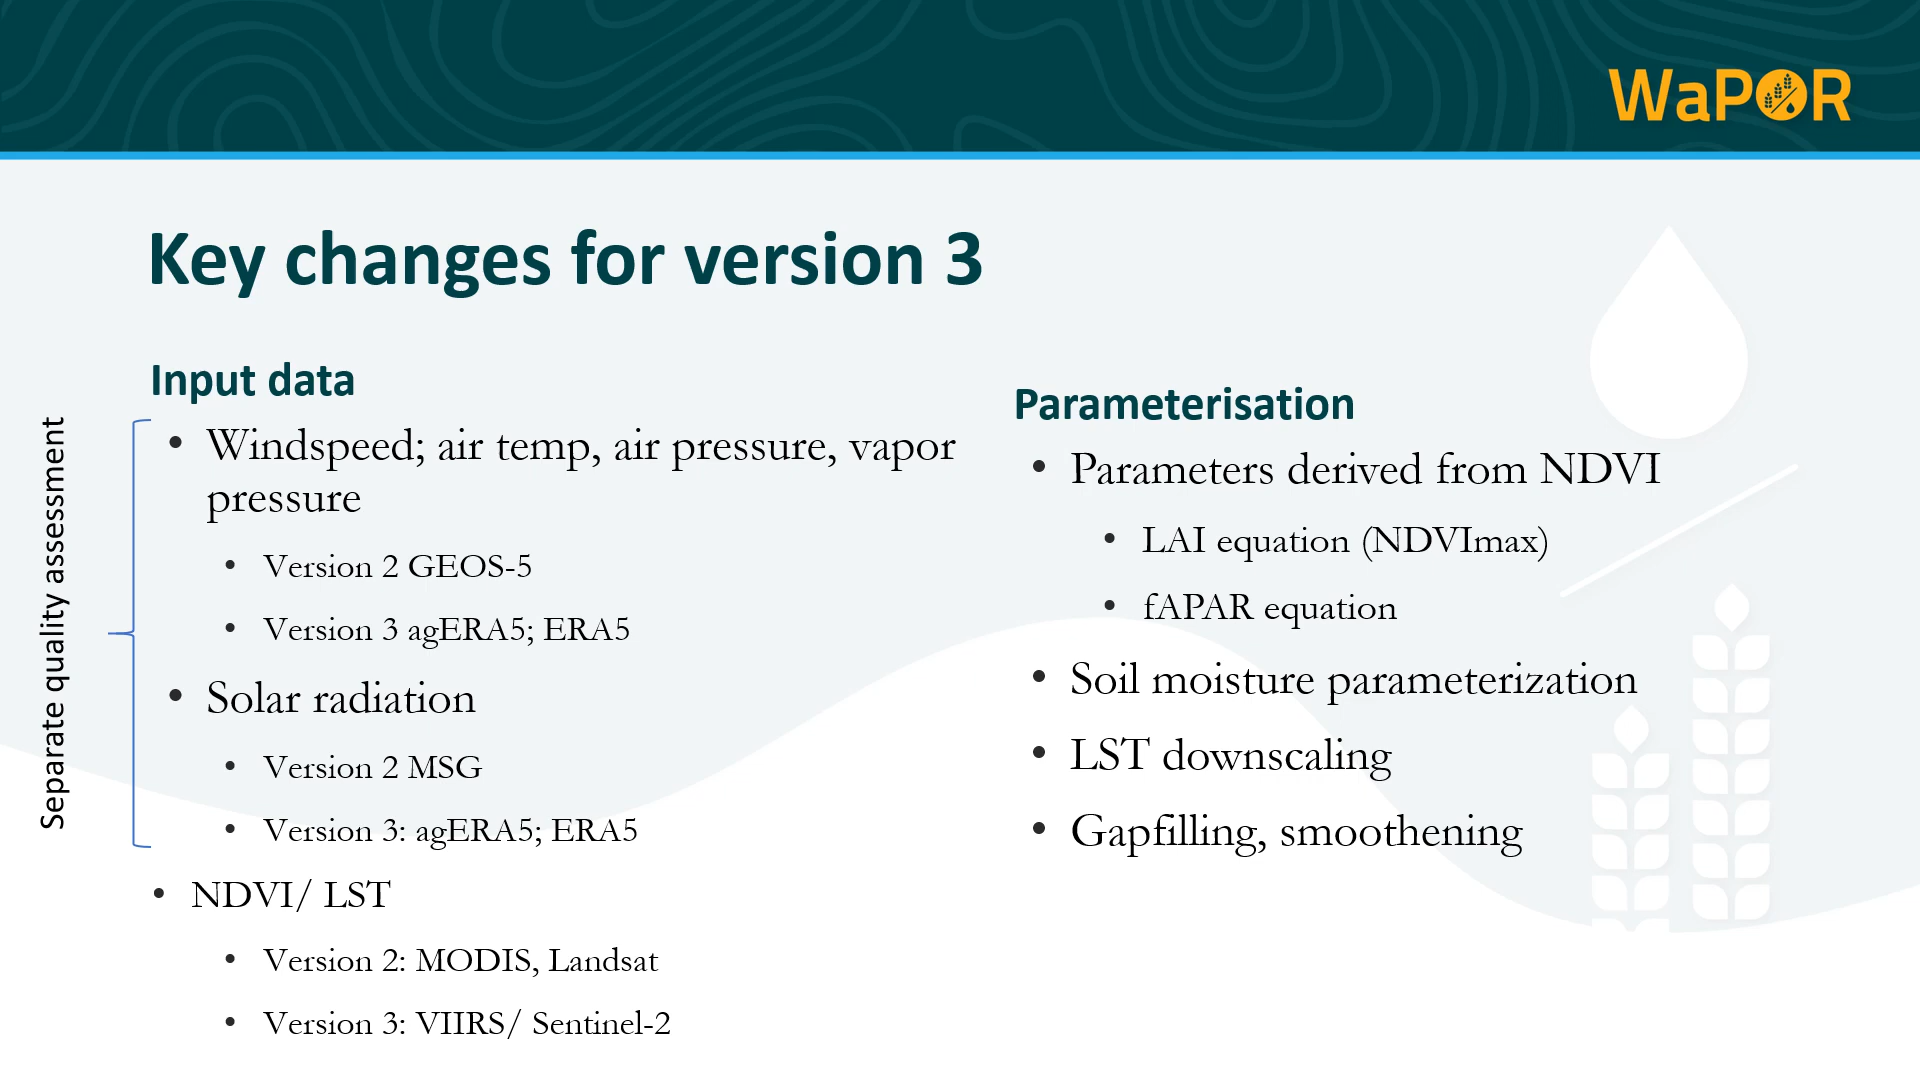 WaPOR
Key changes for version 3
Separate quality assessment
Input data
• Windspeed; air temp, air pressure, vapor
pressure
• Version 2 GEOS-5
• Version 3 agERA5; ERA5
• Solar radiation
• Version 2 MSG
• Version 3: agERA5; ERA5
• NDVI/ LST
• Version 2: MODIS, Landsat
• Version 3: VIIRS/ Sentinel-2
Parameterisation
• Parameters derived from NDVI
• LAI equation (NDVImax)
• fAPAR equation
• Soil moisture parameterization
• LST downscaling
• Gapfilling, smoothening